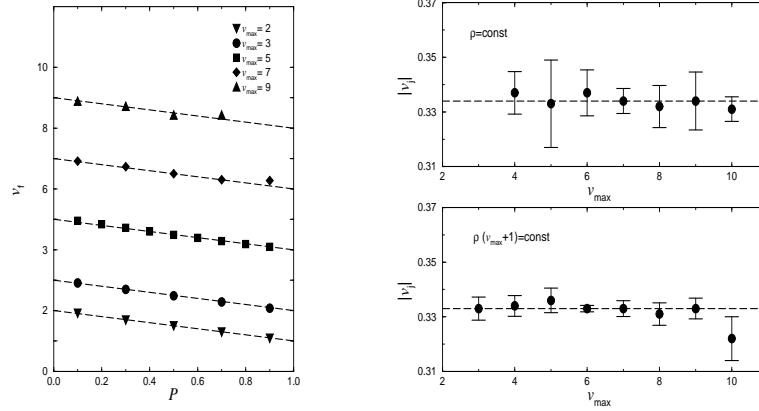 v_max = 2
v_max = 3
v_max = 5
v_max = 7
v_max = 9
10
8
6
3
2
0
v_f
0.0 0.2 0.4 0.6 0.8 1.0
P
0.37
0.35
0.33
0.31
|v_j|
ρ=const
2 4 6 8 10
v_max
0.37
0.35
0.33
0.31
|v_j|
ρ (v_max+1)=const
2 4 6 8 10
v_max